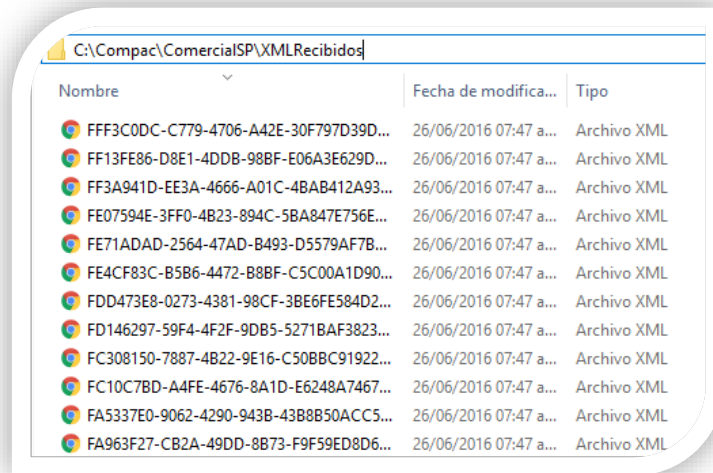 C:\Compac\ComercialSP\XMLRecibidos
Nombre Fecha de modifica... Tipo
FFF3C0DC-C779-4706-A42E-30F797D39D... 26/06/2016 07:47 a... Archivo XML
FF13FE86-D8E1-4DDB-98BF-E06A3E629D... 26/06/2016 07:47 a... Archivo XML
FF3A941D-EE3A-4666-A01C-4BAB412A93... 26/06/2016 07:47 a... Archivo XML
FE07594E-3FF0-4B23-894C-5BA847E756E... 26/06/2016 07:47 a... Archivo XML
FE71ADAD-2564-47AD-B493-D5579AF7B... 26/06/2016 07:47 a... Archivo XML
FE4CF83C-B5B6-4472-B8BF-C5C00A1D90... 26/06/2016 07:47 a... Archivo XML
FDD473E8-0273-4381-98CF-3BE6FE584D2... 26/06/2016 07:47 a... Archivo XML
FD146297-59F4-4F2F-9DB5-5271BAF3823... 26/06/2016 07:47 a... Archivo XML
FC308150-7887-4B22-9E16-C50BBC91922... 26/06/2016 07:47 a... Archivo XML
FC10C7BD-A4FE-4676-8A1D-E6248A7467... 26/06/2016 07:47 a... Archivo XML
FA5337E0-9062-4290-943B-43B8B50ACC5... 26/06/2016 07:47 a... Archivo XML
FA963F27-CB2A-49DD-8B73-F9F59ED8D6... 26/06/2016 07:47 a... Archivo XML